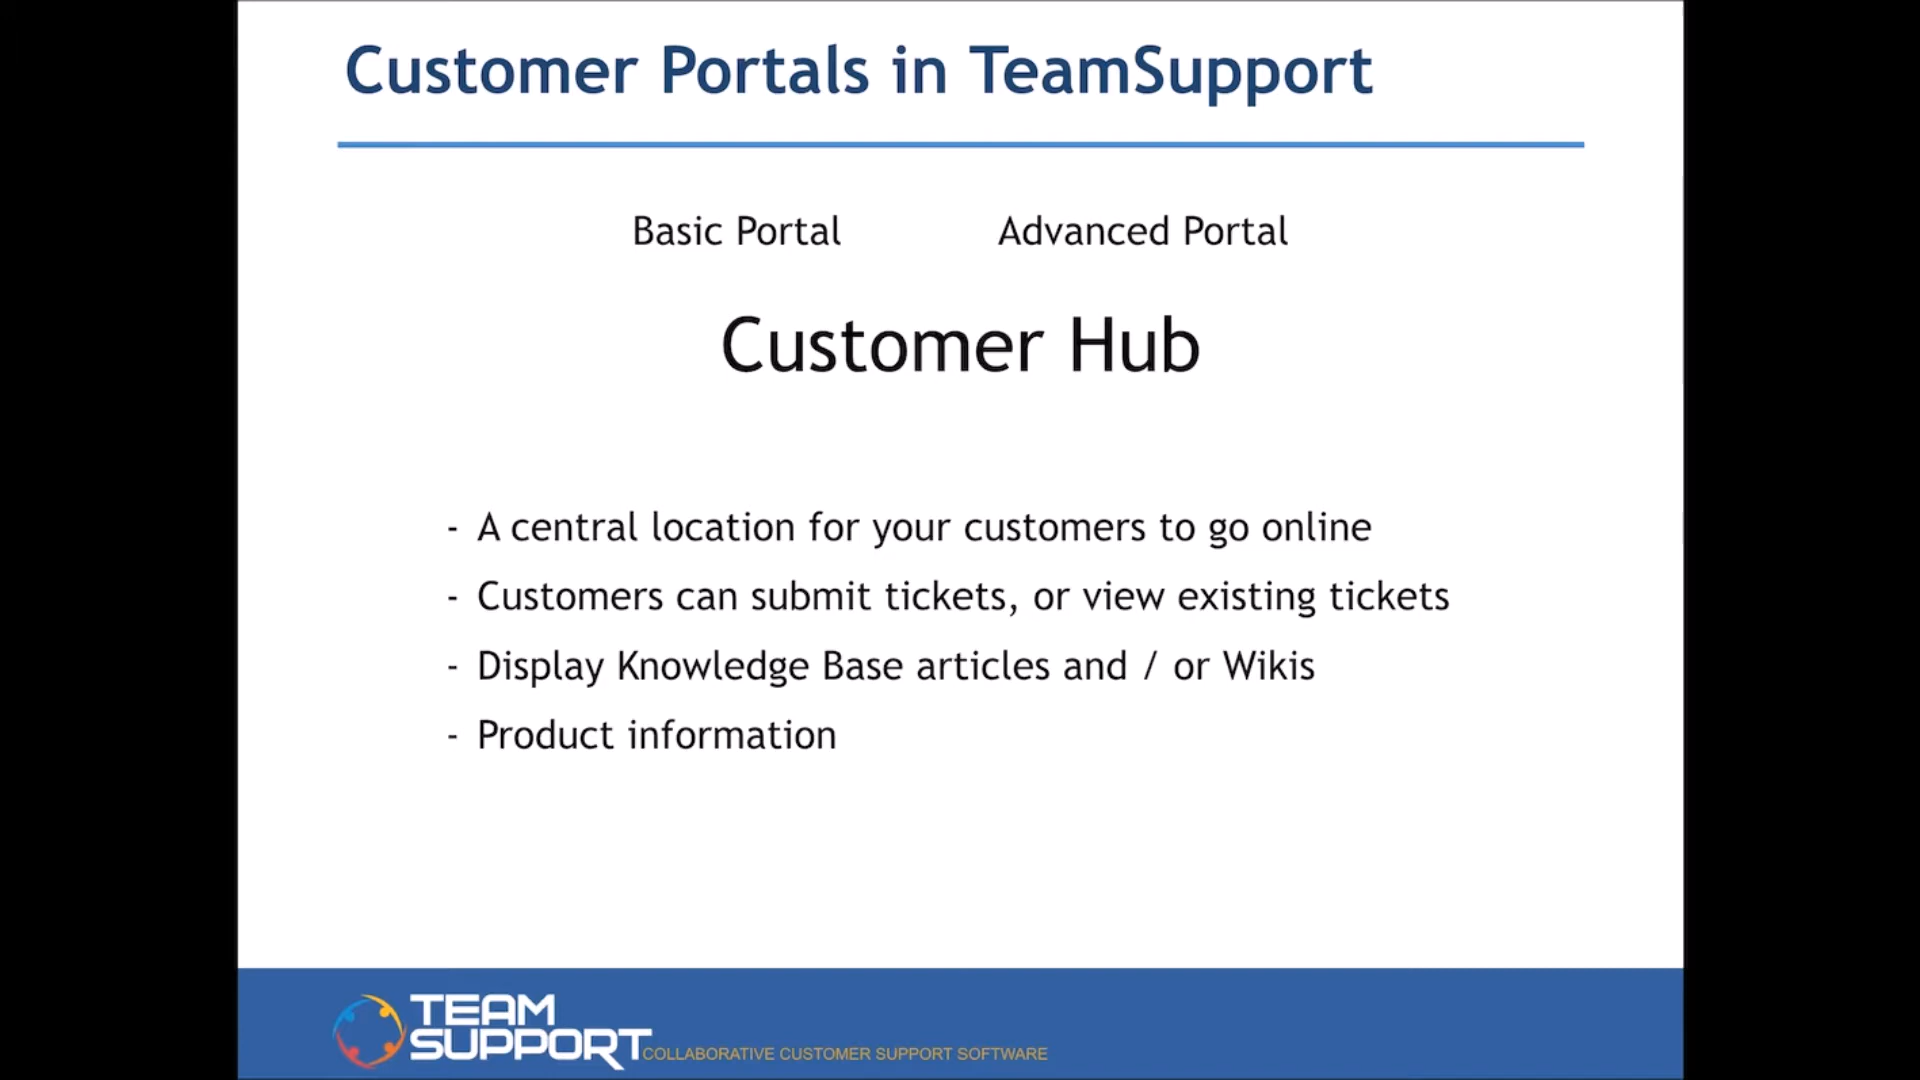 Customer Portals in TeamSupport
Basic Portal Advanced Portal
Customer Hub
- A central location for your customers to go online
- Customers can submit tickets, or view existing tickets
- Display Knowledge Base articles and / or Wikis
- Product information
TEAM
SUPPORT
COLLABORATIVE CUSTOMER SUPPORT SOFTWARE